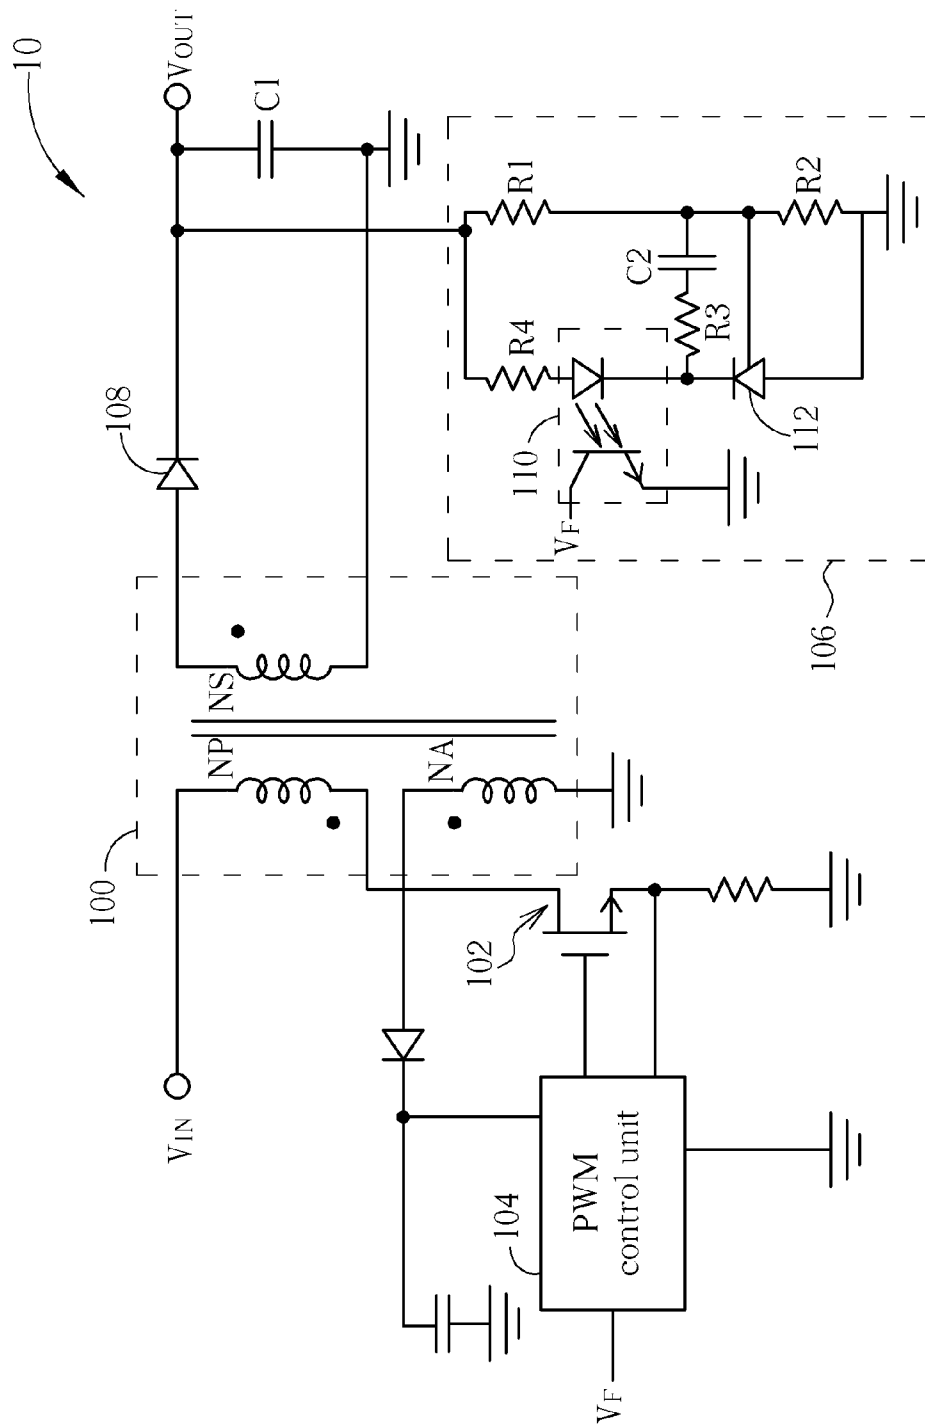 10
VIN
100
NP
NS
108
VOUT
C1
NA
102
104
PWM
control unit
VF
106
VF
110
R4
R1
C2
R3
112
R2